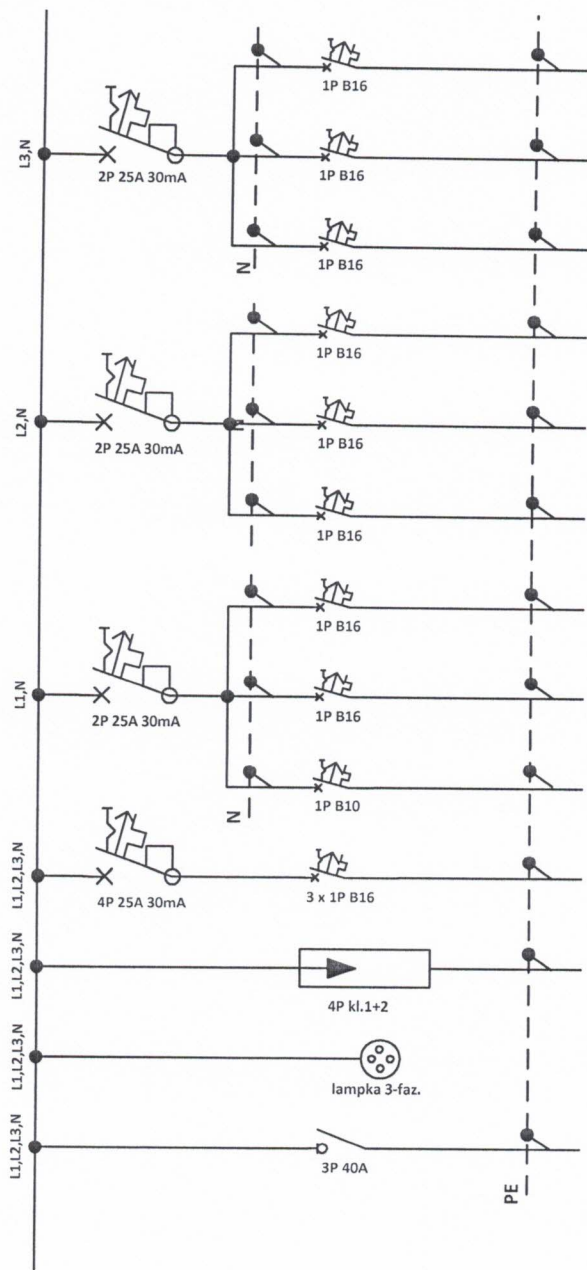 L3,N
2P 25A 30mA
N
1P B16
1P B16
1P B16
L2,N
2P 25A 30mA
1P B16
1P B16
1P B16
L1,N
2P 25A 30mA
N
1P B16
1P B16
1P B10
L1,L2,L3,N
4P 25A 30mA
3 x 1P B16
L1,L2,L3,N
4P kl.1+2
L1,L2,L3,N
lampka 3-faz.
L1,L2,L3,N
3P 40A
PE